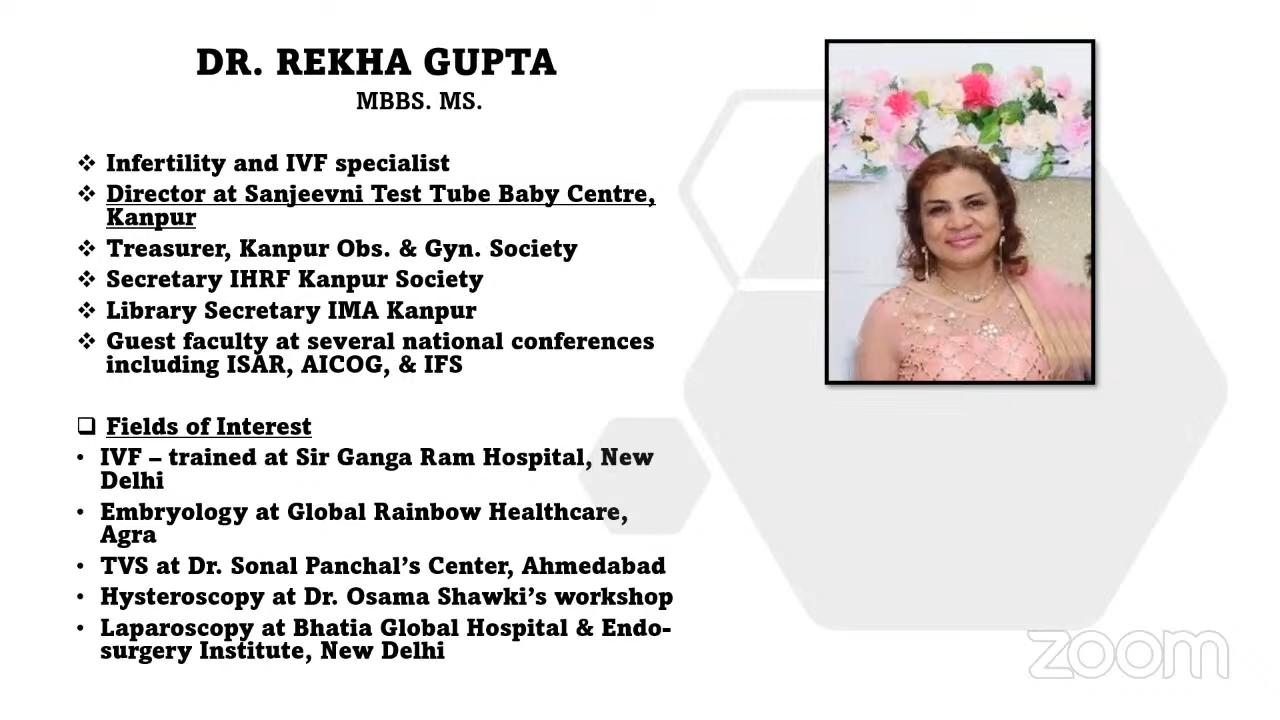 DR. REKHA GUPTA
MBBS. MS.
❖ Infertility and IVF specialist
❖ Director at Sanjeevni Test Tube Baby Centre,
Kanpur
❖ Treasurer, Kanpur Obs. & Gyn. Society
❖ Secretary IHRF Kanpur Society
❖ Library Secretary IMA Kanpur
❖ Guest faculty at several national conferences
including ISAR, AICOG, & IFS
❑ Fields of Interest
• IVF – trained at Sir Ganga Ram Hospital, New
Delhi
• Embryology at Global Rainbow Healthcare,
Agra
• TVS at Dr. Sonal Panchal’s Center, Ahmedabad
• Hysteroscopy at Dr. Osama Shawki’s workshop
• Laparoscopy at Bhatia Global Hospital & Endo-
surgery Institute, New Delhi
zoom